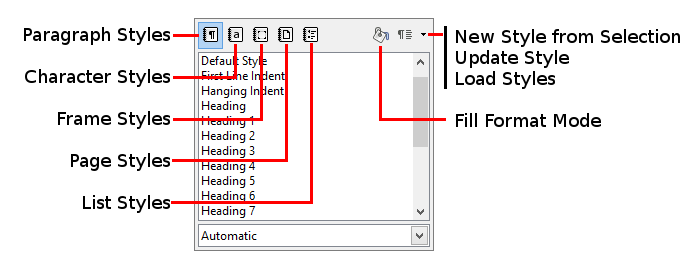 Paragraph Styles
Character Styles
Frame Styles
Page Styles
List Styles
a
Default Style
First Line Indent
Hanging Indent
Heading
Heading 1
Heading 2
Heading 3
Heading 4
Heading 5
Heading 6
Heading 7
Automatic
New Style from Selection
Update Style
Load Styles
Fill Format Mode